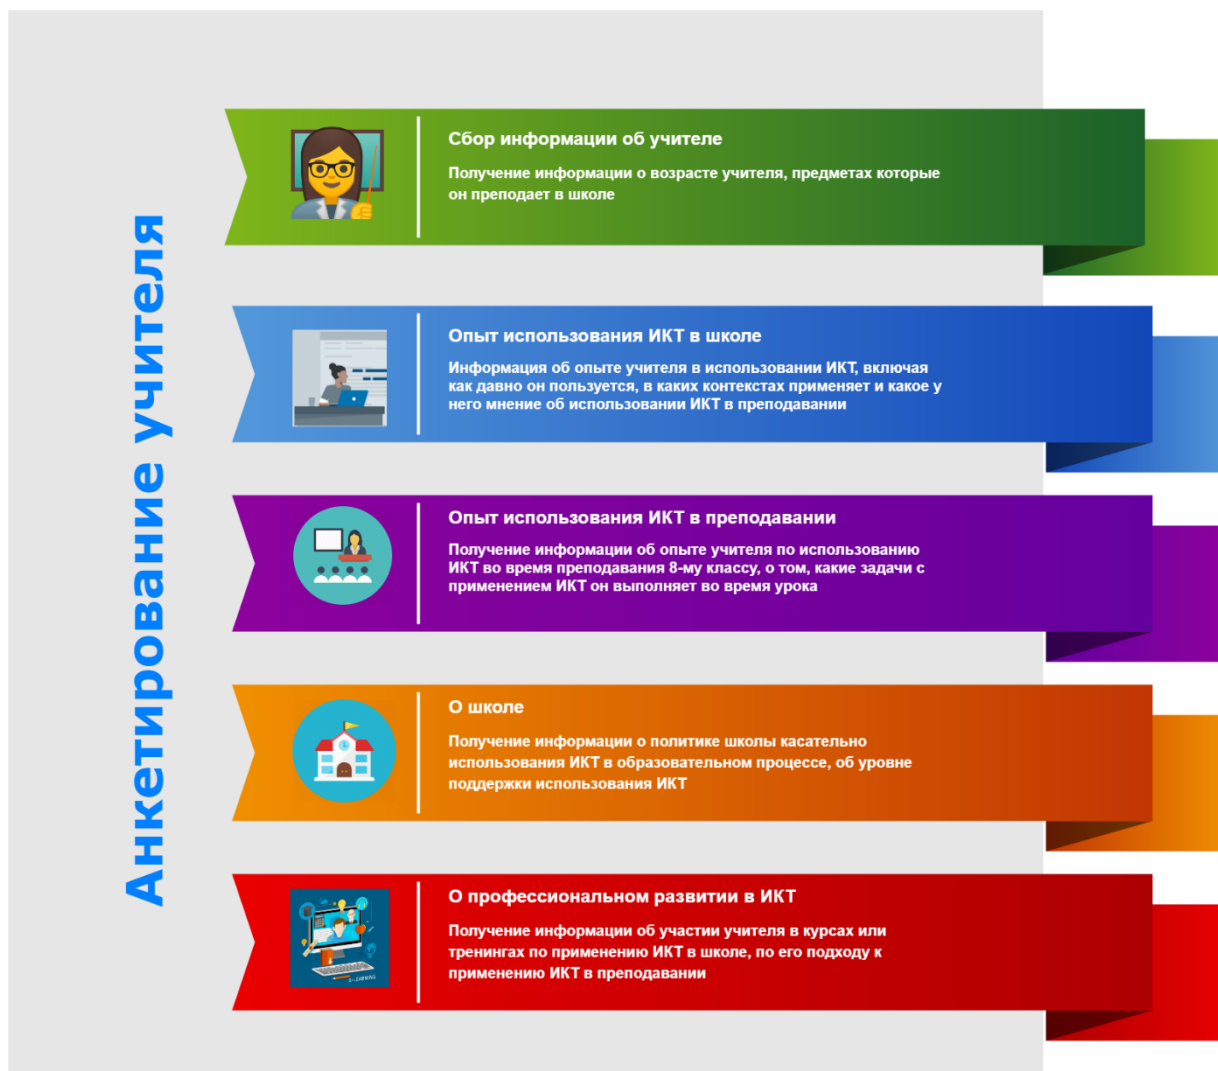 Анкетирование учителя
Сбор информации об учителе
Получение информации о возрасте учителя, предметах которые
он преподает в школе
Опыт использования ИКТ в школе
Информация об опыте учителя в использовании ИКТ, включая
как давно он пользуется, в каких контекстах применяет и какое у
него мнение об использовании ИКТ в преподавании
Опыт использования ИКТ в преподавании
Получение информации об опыте учителя по использованию
ИКТ во время преподавания 8-му классу, о том, какие задачи с
применением ИКТ он выполняет во время урока
О школе
Получение информации о политике школы касательно
использования ИКТ в образовательном процессе, об уровне
поддержки использования ИКТ
О профессиональном развитии в ИКТ
Получение информации об участии учителя в курсах или
тренингах по применению ИКТ в школе, по его подходу к
применению ИКТ в преподавании
E-LEARNING